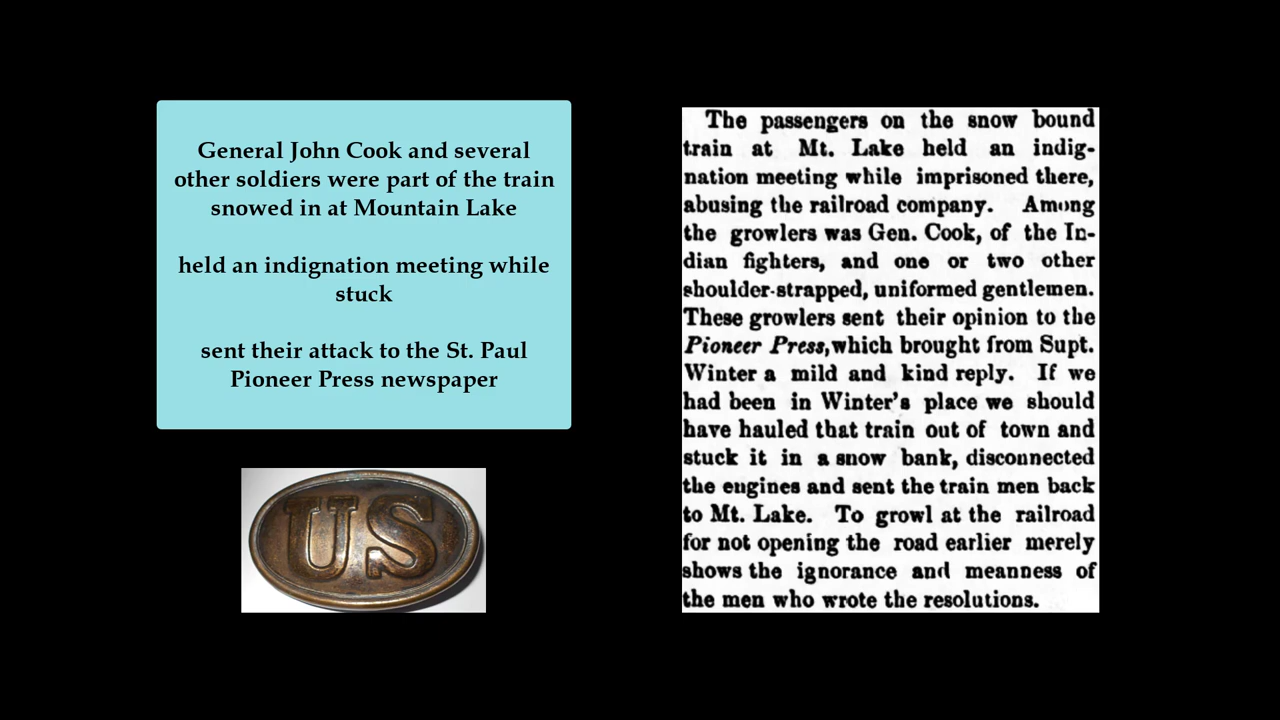 General John Cook and several
other soldiers were part of the train
snowed in at Mountain Lake
held an indignation meeting while
stuck
sent their attack to the St. Paul
Pioneer Press newspaper
US
The passengers on the snow bound
train at Mt. Lake held an indig-
nation meeting while imprisoned there,
abusing the railroad company. Among
the growlers was Gen. Cook, of the In-
dian fighters, and one or two other
shoulder-strapped, uniformed gentlemen.
These growlers sent their opinion to the
Pioneer Press, which brought from Supt.
Winter a mild and kind reply. If we
had been in Winter's place we should
have hauled that train out of town and
stuck it in a snow bank, disconnected
the engines and sent the train men back
to Mt. Lake. To growl at the railroad
for not opening the road earlier merely
shows the ignorance and meanness of
the men who wrote the resolutions.